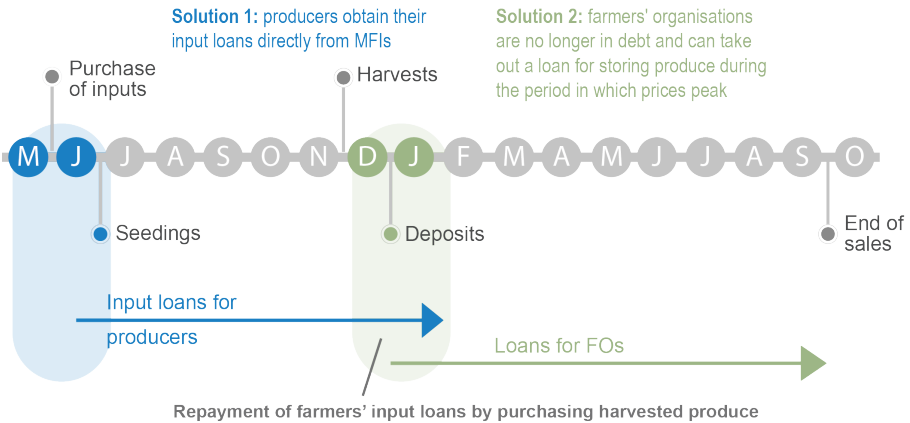 Solution 1: producers obtain their
input loans directly from MFIs
Solution 2: farmers' organisations
are no longer in debt and can take
out a loan for storing produce during
the period in which prices peak
Purchase
of inputs
Harvests
M J J A S O N D J F M A M J J A S O
Seedings
Deposits
End of
sales
Input loans for
producers
Loans for FOs
Repayment of farmers’ input loans by purchasing harvested produce